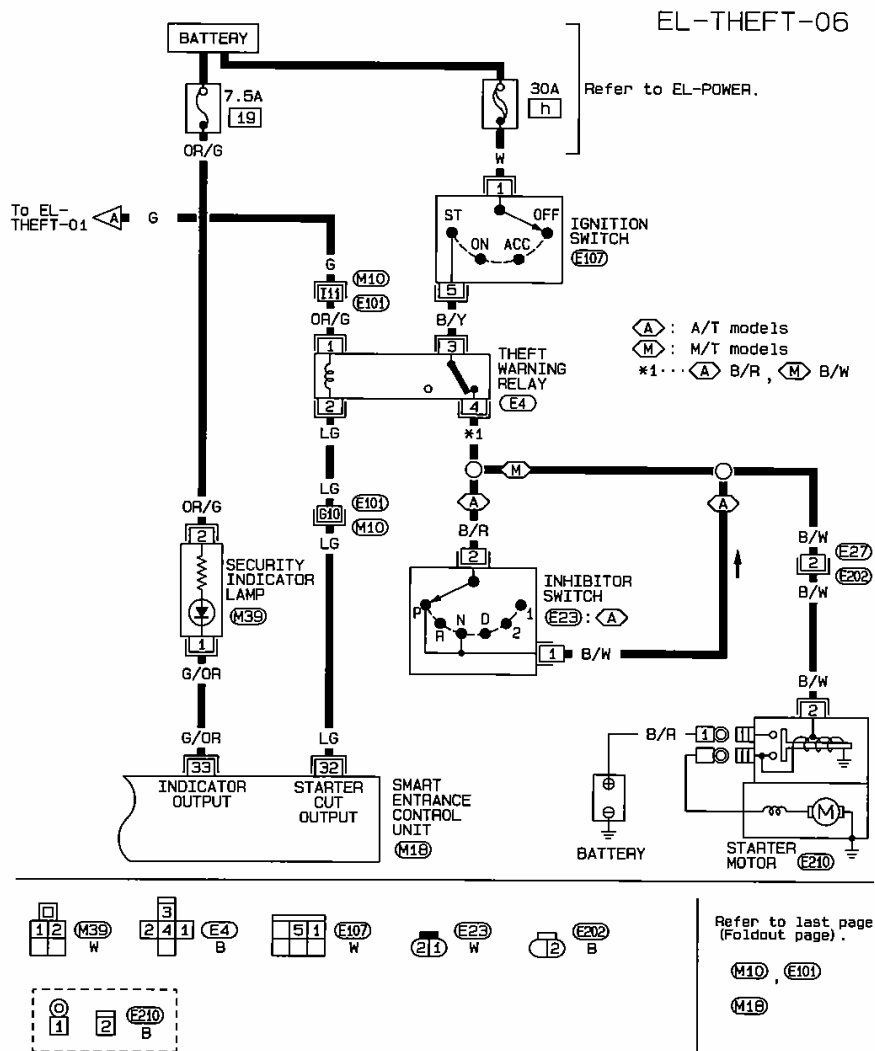 EL-THEFT-06
BATTERY
7.5A
19
30A
h
Refer to EL-POWER.
OR/G
W
1
To EL-
THEFT-01
A
G
ST
OFF
ON
ACC
IGNITION
SWITCH
E107
G
I11
M10
E101
5
OR/G
B/Y
A : A/T models
M : M/T models
*1··· A B/R , M B/W
1
3
THEFT
WARNING
RELAY
E4
2
4
LG
*1
M
A
A
LG
G10
E101
M10
LG
OR/G
B/R
B/W
2
E27
E202
B/W
2
SECURITY
INDICATOR
LAMP
M39
1
2
P
R
N
D
2
1
INHIBITOR
SWITCH
E23 : A
1
B/W
G/OR
B/W
2
G/OR
LG
B/R
1
33
32
INDICATOR
OUTPUT
STARTER
CUT
OUTPUT
SMART
ENTRANCE
CONTROL
UNIT
M18
BATTERY
M
STARTER
MOTOR
E210
1 2
M39
W
3
2 4 1
E4
B
5 1
E107
W
2 1
E23
W
2
E202
B
Refer to last page
(Foldout page).
M10 , E101
M18
1
2
E210
B